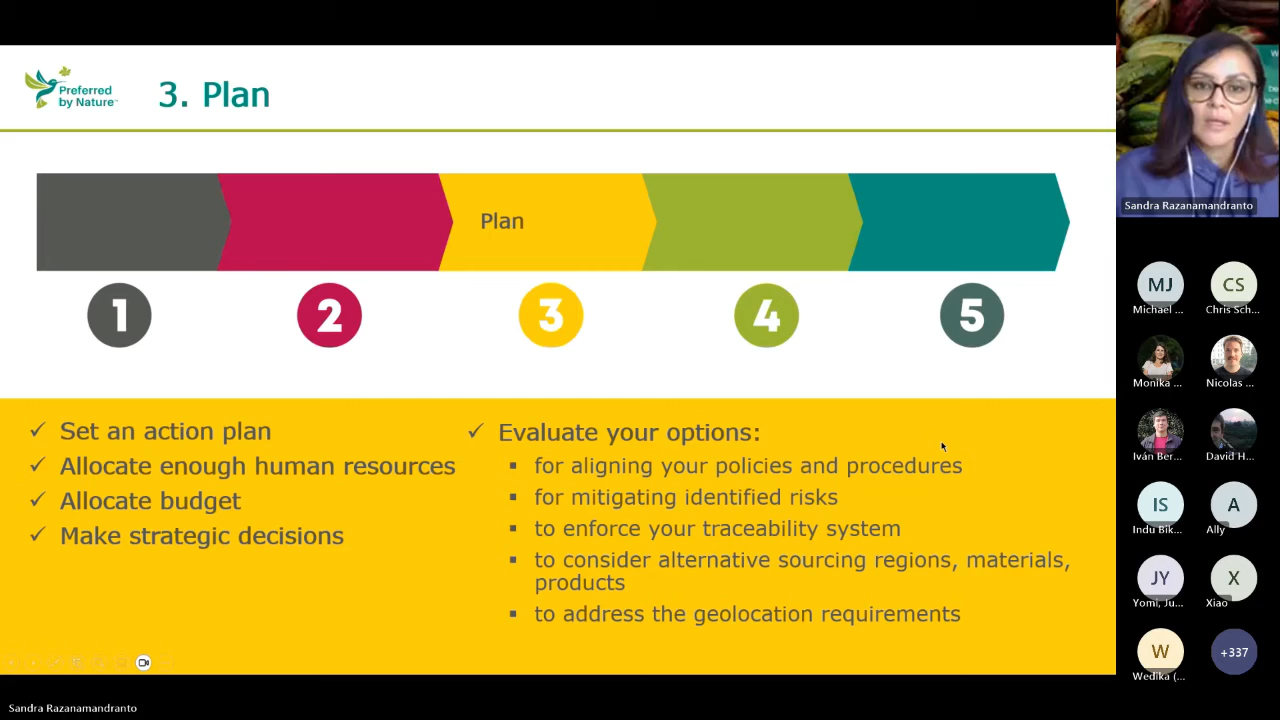 Preferred
by Nature™
3. Plan
Plan
1
2
3
4
5
✓ Set an action plan
✓ Allocate enough human resources
✓ Allocate budget
✓ Make strategic decisions
✓ Evaluate your options:
▪ for aligning your policies and procedures
▪ for mitigating identified risks
▪ to enforce your traceability system
▪ to consider alternative sourcing regions, materials,
products
▪ to address the geolocation requirements
Sandra Razanamandranto
MJ
CS
Michael ...
Chris Sch...
Monika ...
Nicolas ...
Iván Ber...
David H...
IS
A
Indu Bik...
Ally
JY
X
Yomi, Ju...
Xiao
W
+337
Wedika (...
Sandra Razanamandranto